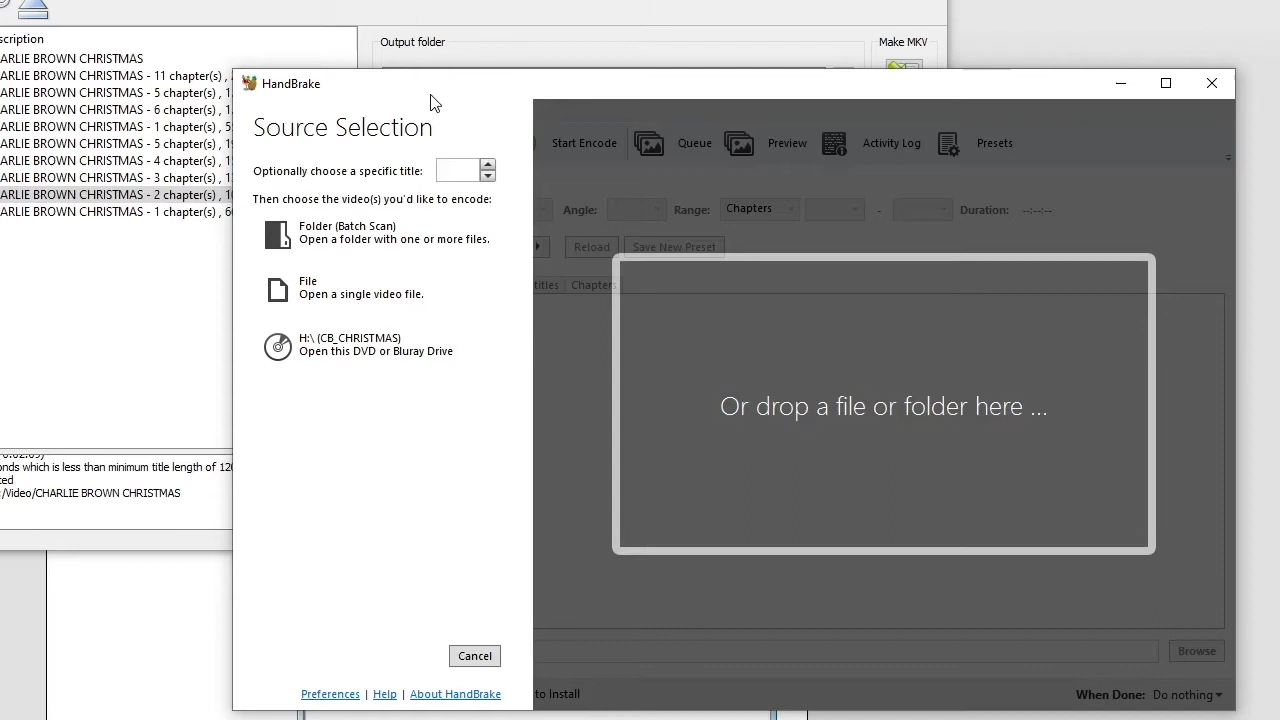 scription
Output folder
Make MKV
ARLIE BROWN CHRISTMAS
ARLIE BROWN CHRISTMAS - 11 chapter(s) ,
ARLIE BROWN CHRISTMAS - 5 chapter(s) , 1
ARLIE BROWN CHRISTMAS - 6 chapter(s) , 1
ARLIE BROWN CHRISTMAS - 1 chapter(s) , 5
ARLIE BROWN CHRISTMAS - 5 chapter(s) , 1
ARLIE BROWN CHRISTMAS - 4 chapter(s) , 1
ARLIE BROWN CHRISTMAS - 3 chapter(s) , 1
ARLIE BROWN CHRISTMAS - 2 chapter(s) , 10
ARLIE BROWN CHRISTMAS - 1 chapter(s) , 6
onds which is less than minimum title length of 120
ted
:/Video/CHARLIE BROWN CHRISTMAS
HandBrake
Source Selection
Optionally choose a specific title:
Then choose the video(s) you'd like to encode:
Folder (Batch Scan)
Open a folder with one or more files.
File
Open a single video file.
H:\ (CB_CHRISTMAS)
Open this DVD or Bluray Drive
Cancel
Preferences | Help | About HandBrake
Start Encode
Queue
Preview
Activity Log
Presets
Angle:
Range:
Chapters
-
Duration:
--:--:--
Reload
Save New Preset
titles
Chapters
Or drop a file or folder here ...
Browse
to Install
When Done: Do nothing